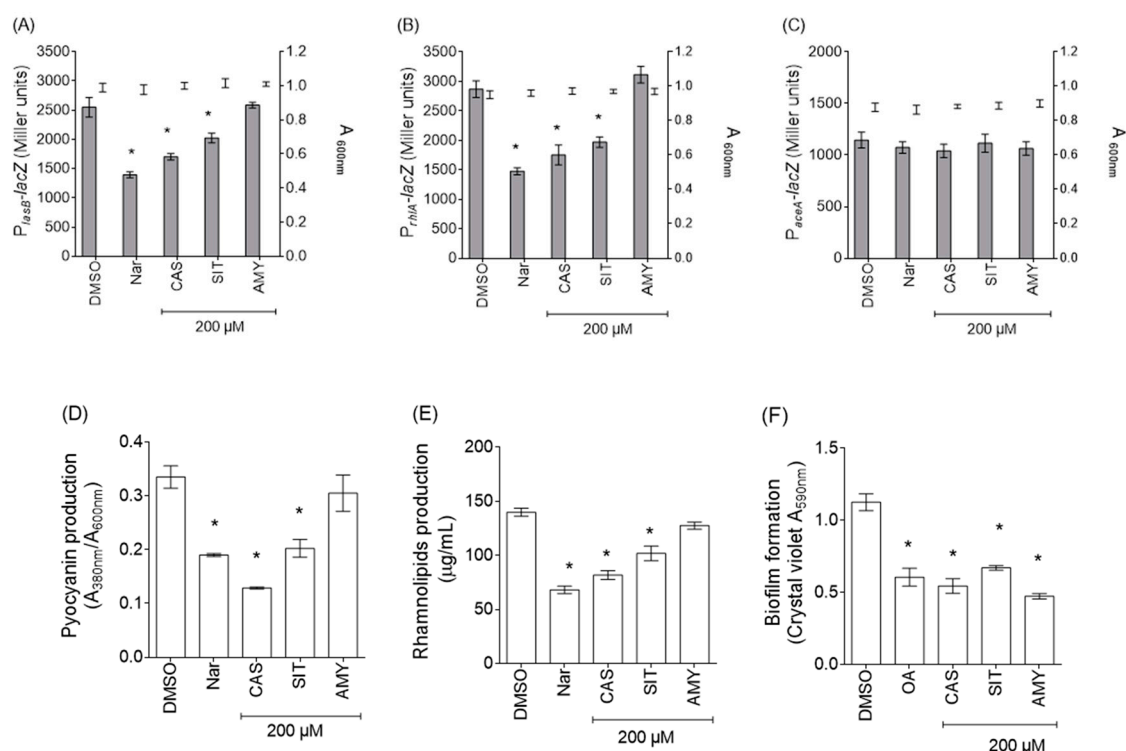 (A)
P_lasB-lacZ (Miller units)
3500
3000
2500
2000
1500
1000
500
0
1.2
1.0
0.8
0.6
0.4
0.2
0.0
A 600nm
*
*
*
DMSO
Nar
CAS
SIT
AMY
200 µM
(B)
P_rhlA-lacZ (Miller units)
3500
3000
2500
2000
1500
1000
500
0
1.2
1.0
0.8
0.6
0.4
0.2
0.0
A 600nm
*
*
*
DMSO
Nar
CAS
SIT
AMY
200 µM
(C)
P_aceA-lacZ (Miller units)
2000
1500
1000
500
0
1.2
1.0
0.8
0.6
0.4
0.2
0.0
A 600nm
DMSO
Nar
CAS
SIT
AMY
200 µM
(D)
Pyocyanin production
(A380nm/A600nm)
0.4
0.3
0.2
0.1
0.0
*
*
*
DMSO
Nar
CAS
SIT
AMY
200 µM
(E)
Rhamnolipids production
(µg/mL)
200
150
100
50
0
*
*
*
DMSO
Nar
CAS
SIT
AMY
200 µM
(F)
Biofilm formation
(Crystal violet A590nm)
1.5
1.0
0.5
0.0
*
*
*
*
DMSO
OA
CAS
SIT
AMY
200 µM